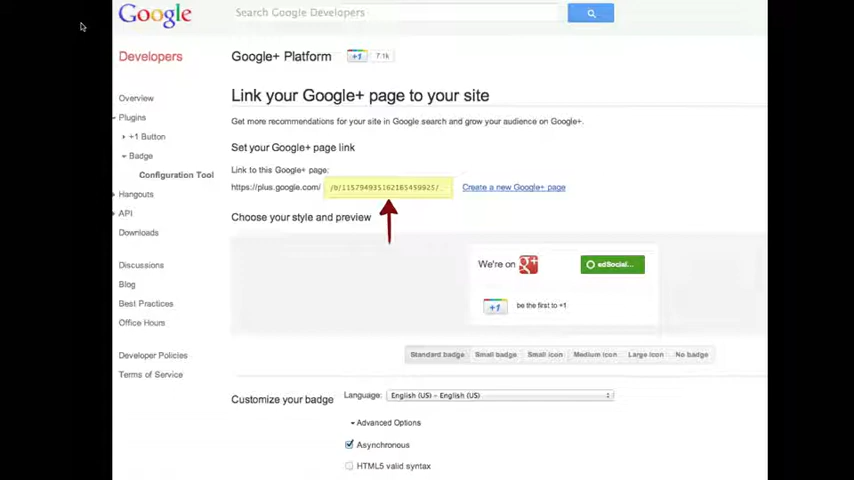 Google
Search Google Developers
Developers
Google+ Platform
+1
7.1k
Overview
Plugins
+1 Button
Badge
Configuration Tool
Hangouts
API
Downloads
Discussions
Blog
Best Practices
Office Hours
Developer Policies
Terms of Service
Link your Google+ page to your site
Get more recommendations for your site in Google search and grow your audience on Google+.
Set your Google+ page link
Link to this Google+ page:
https://plus.google.com/ /b/115794935162165459925/... Create a new Google+ page
Choose your style and preview
We're on g+ edSocial...
+1 be the first to +1
Standard badge Small badge Small icon Medium icon Large icon No badge
Customize your badge
Language: English (US) - English (US)
Advanced Options
Asynchronous
HTML5 valid syntax